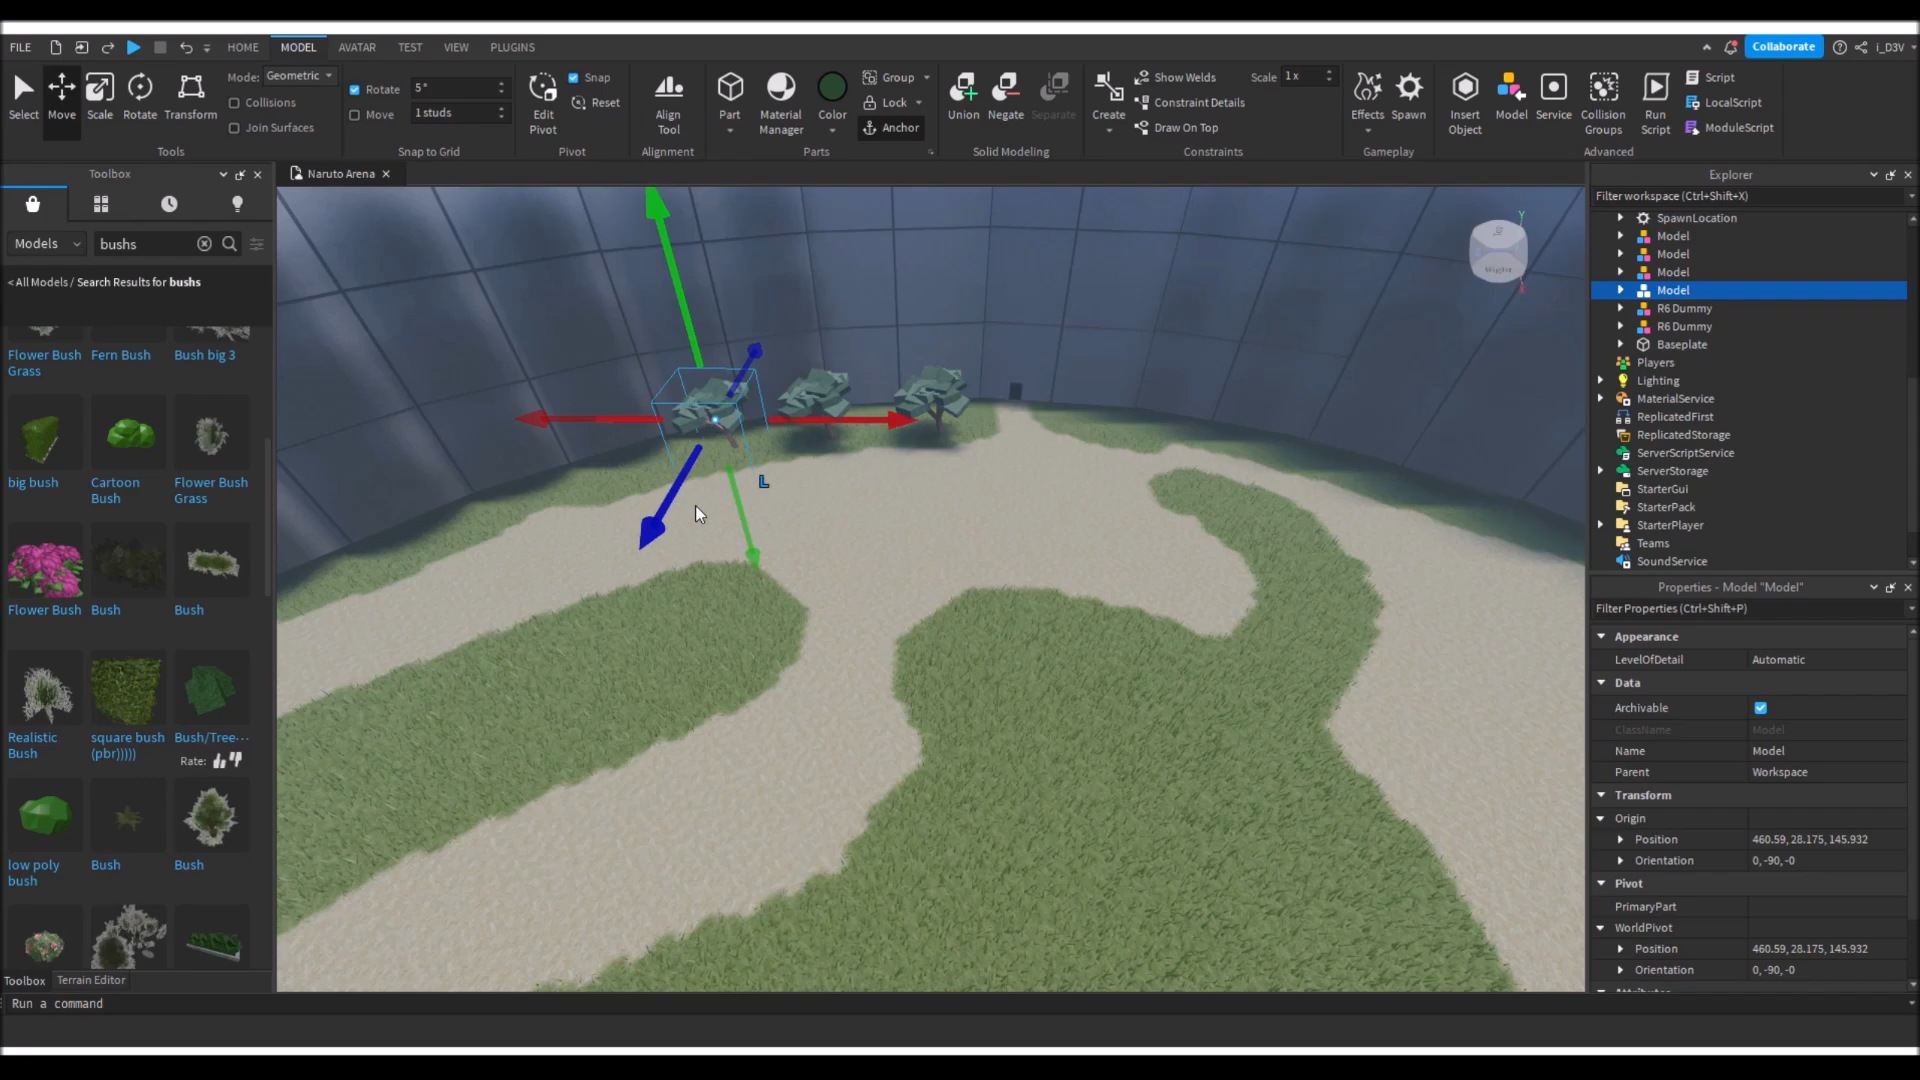 FILE HOME MODEL AVATAR TEST VIEW PLUGINS Collaborate i_D3V
Mode: Geometric
Collisions
Join Surfaces
Select Move Scale Rotate Transform
Tools
Rotate 5°
Move 1 studs
Snap to Grid
Edit Pivot
Snap
Reset
Pivot
Align Tool
Alignment
Part
Material Manager
Color
Group
Lock
Anchor
Parts
Union Negate Separate
Solid Modeling
Create
Show Welds
Constraint Details
Draw On Top
Scale 1x
Constraints
Effects Spawn
Gameplay
Insert Object
Model
Service
Collision Groups
Run Script
Script
LocalScript
ModuleScript
Advanced
Toolbox
Models bushs
< All Models / Search Results for bushs
Flower Bush Grass
Fern Bush
Bush big 3
big bush
Cartoon Bush
Flower Bush Grass
Flower Bush
Bush
Bush
Realistic Bush
square bush (pbr)))))
Bush/Tree---
Rate:
low poly bush
Bush
Bush
Toolbox Terrain Editor
Run a command
Naruto Arena
L
Y
Explorer
Filter workspace (Ctrl+Shift+X)
SpawnLocation
Model
Model
Model
Model
R6 Dummy
R6 Dummy
Baseplate
Players
Lighting
MaterialService
ReplicatedFirst
ReplicatedStorage
ServerScriptService
ServerStorage
StarterGui
StarterPack
StarterPlayer
Teams
SoundService
Properties - Model "Model"
Filter Properties (Ctrl+Shift+P)
Appearance
LevelOfDetail Automatic
Data
Archivable
ClassName Model
Name Model
Parent Workspace
Transform
Origin
Position 460.59, 28.175, 145.932
Orientation 0, -90, -0
Pivot
PrimaryPart
WorldPivot
Position 460.59, 28.175, 145.932
Orientation 0, -90, -0